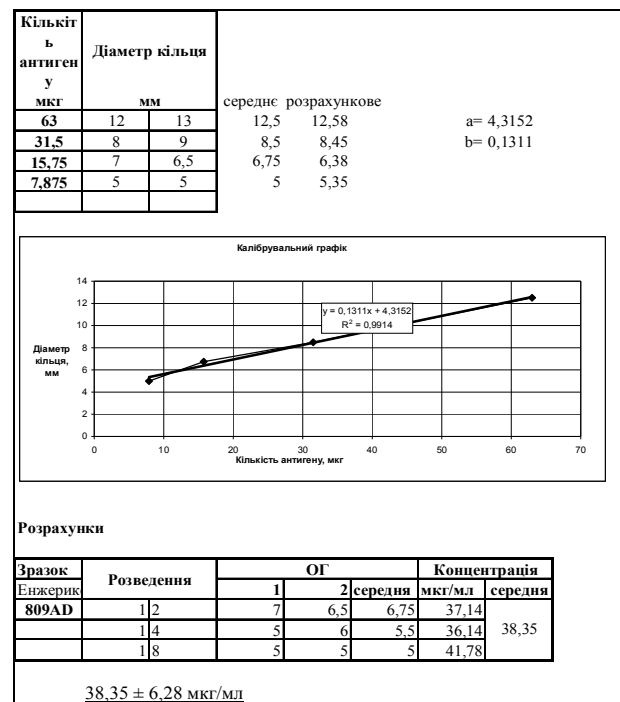 Кількіт
ь
антиген
у
мкг
Діаметр кільця
мм
середнє розрахункове
63 12 13 12,5 12,58 a= 4,3152
31,5 8 9 8,5 8,45 b= 0,1311
15,75 7 6,5 6,75 6,38
7,875 5 5 5 5,35
Калібрувальний графік
14
12
10
8
6
4
2
0
Діаметр
кільця,
мм
y = 0,1311x + 4,3152
R² = 0,9914
0 10 20 30 40 50 60 70
Кількість антигену, мкг
Розрахунки
Зразок Розведення ОГ Концентрація
Енжерик 1 2 середня мкг/мл середня
809AD 1 2 7 6,5 6,75 37,14
1 4 5 6 5,5 36,14 38,35
1 8 5 5 5 41,78
38,35 ± 6,28 мкг/мл